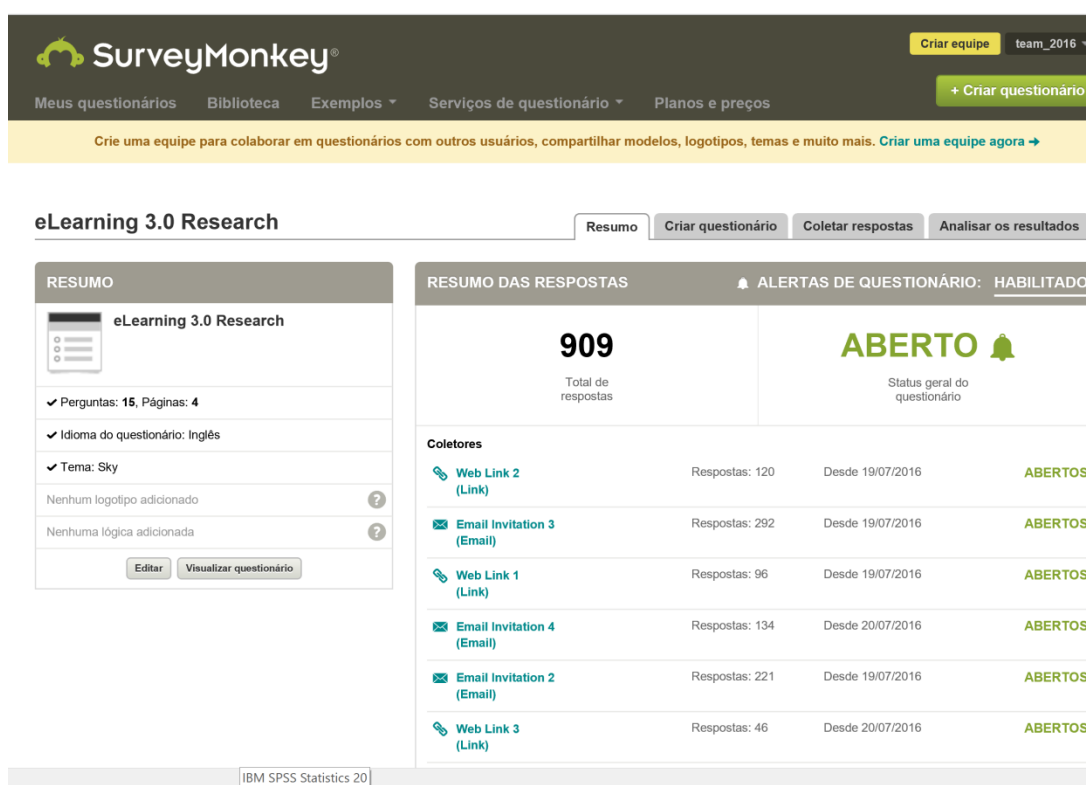 SurveyMonkey®
Criar equipe
team_2016
Meus questionários
Biblioteca
Exemplos
Serviços de questionário
Planos e preços
+ Criar questionário
Crie uma equipe para colaborar em questionários com outros usuários, compartilhar modelos, logotipos, temas e muito mais. Criar uma equipe agora →
eLearning 3.0 Research
Resumo
Criar questionário
Coletar respostas
Analisar os resultados
RESUMO
eLearning 3.0 Research
Perguntas: 15, Páginas: 4
Idioma do questionário: Inglês
Tema: Sky
Nenhum logotipo adicionado ?
Nenhuma lógica adicionada ?
Editar
Visualizar questionário
RESUMO DAS RESPOSTAS
ALERTAS DE QUESTIONÁRIO: HABILITADO
909
Total de
respostas
ABERTO
Status geral do
questionário
Coletores
Web Link 2 Respostas: 120 Desde 19/07/2016 ABERTOS
(Link)
Email Invitation 3 Respostas: 292 Desde 19/07/2016 ABERTOS
(Email)
Web Link 1 Respostas: 96 Desde 19/07/2016 ABERTOS
(Link)
Email Invitation 4 Respostas: 134 Desde 20/07/2016 ABERTOS
(Email)
Email Invitation 2 Respostas: 221 Desde 19/07/2016 ABERTOS
(Email)
Web Link 3 Respostas: 46 Desde 20/07/2016 ABERTOS
(Link)
IBM SPSS Statistics 20